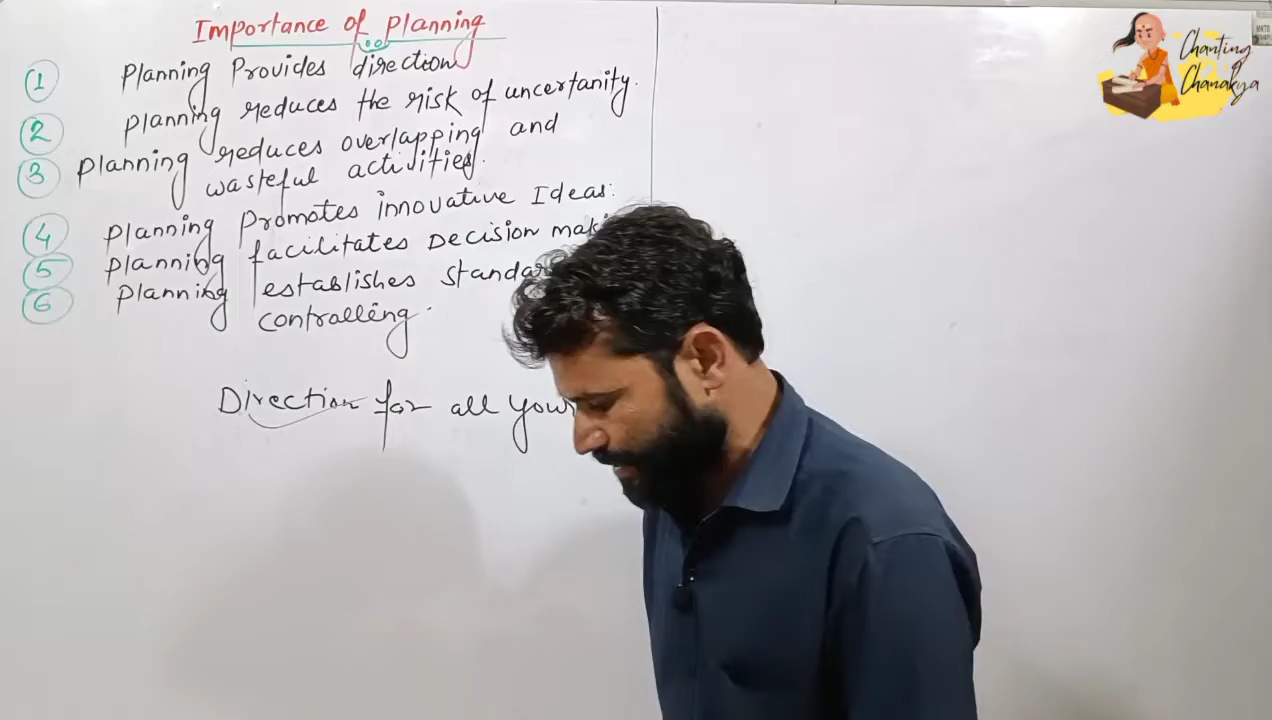 Importance of planning
1 Planning Provides direction
2 planning reduces the risk of uncertanity.
3 planning reduces overlapping and
wasteful activities.
4 planning promotes innovative Ideas.
5 planning facilitates Decision
6 planning establishes
contralling.
Direction for all your
Chanting
Chanakya